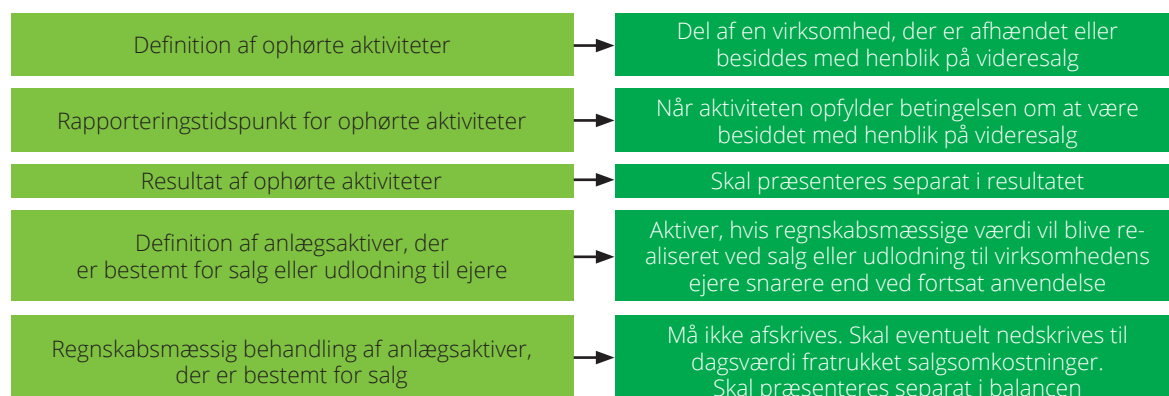 Definition af ophørte aktiviteter
Del af en virksomhed, der er afhændet eller
besiddes med henblik på videresalg
Rapporteringstidspunkt for ophørte aktiviteter
Når aktiviteten opfylder betingelsen om at være
besiddet med henblik på videresalg
Resultat af ophørte aktiviteter
Skal præsenteres separat i resultatet
Definition af anlægsaktiver, der
er bestemt for salg eller udlodning til ejere
Aktiver, hvis regnskabsmæssige værdi vil blive re-
aliseret ved salg eller udlodning til virksomhedens
ejere snarere end ved fortsat anvendelse
Regnskabsmæssig behandling af anlægsaktiver,
der er bestemt for salg
Må ikke afskrives. Skal eventuelt nedskrives til
dagsværdi fratrukket salgsomkostninger.
Skal præsenteres separat i balancen